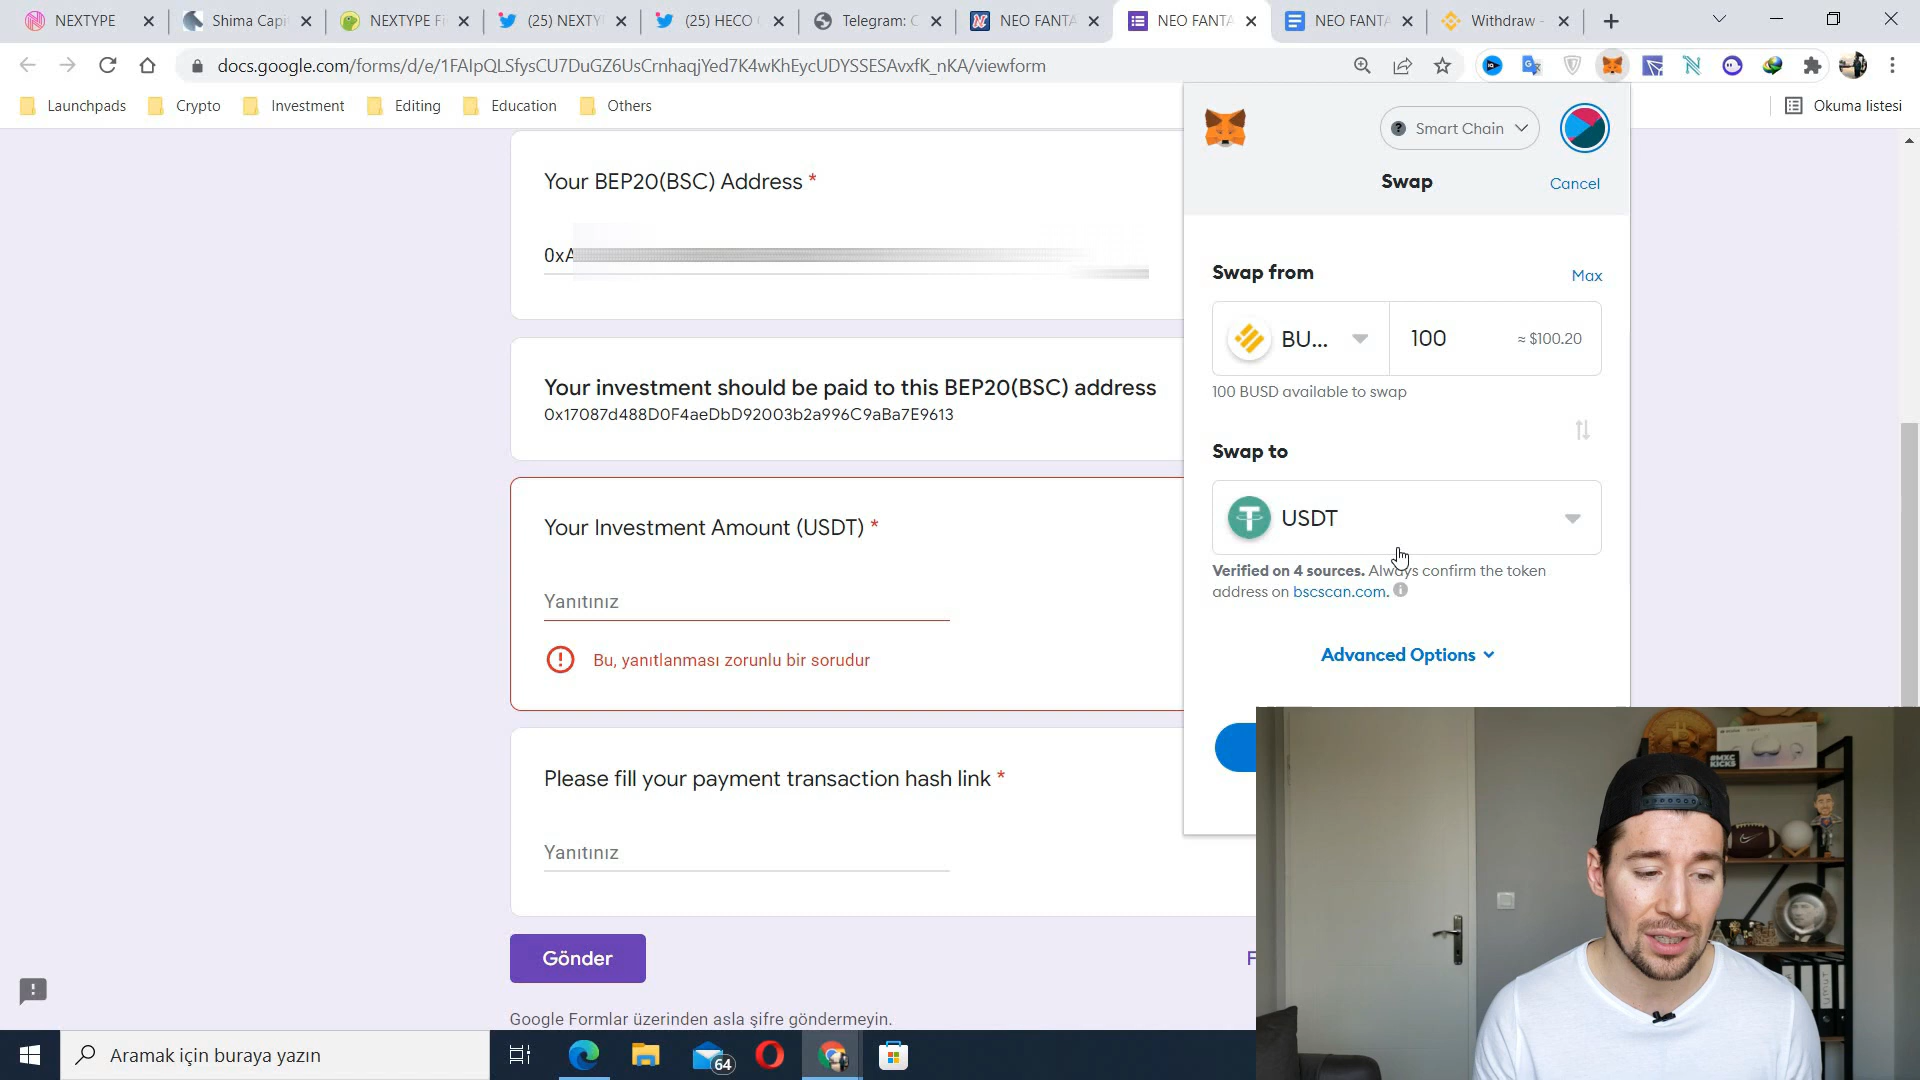 NEXTYPE
Shima Capi
NEXTYPE Fi
(25) NEXTY
(25) HECO
Telegram: C
NEO FANTA
NEO FANTA
NEO FANTA
Withdraw -
docs.google.com/forms/d/e/1FAIpQLSfysCU7DuGZ6UsCrnhaqjYed7K4wKhEycUDYSSESAvxfK_nKA/viewform
Launchpads
Crypto
Investment
Editing
Education
Others
Okuma listesi
Your BEP20(BSC) Address *
0xA
Your investment should be paid to this BEP20(BSC) address
0x17087d488D0F4aeDbD92003b2a996C9aBa7E9613
Your Investment Amount (USDT) *
Yanıtınız
Bu, yanıtlanması zorunlu bir sorudur
Please fill your payment transaction hash link *
Yanıtınız
Gönder
F
Google Formlar üzerinden asla şifre göndermeyin.
Smart Chain
Swap
Cancel
Swap from
Max
BU...
100
≈ $100.20
100 BUSD available to swap
Swap to
USDT
Verified on 4 sources. Always confirm the token
address on bscscan.com.
Advanced Options
#MXC
KICKS
Aramak için buraya yazın
64